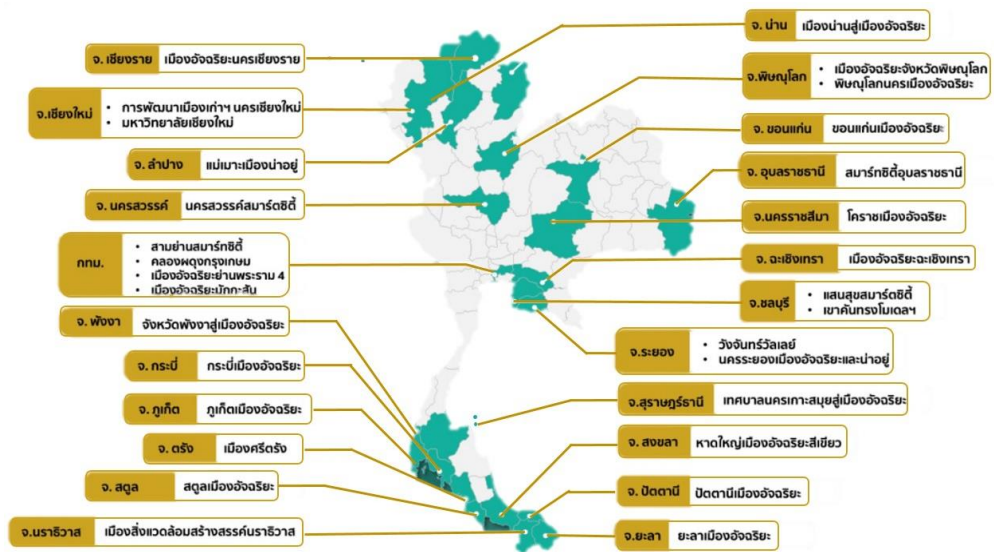 จ. น่าน เมืองน่านสู่เมืองอัจฉริยะ
จ. เชียงราย เมืองอัจฉริยะนครเชียงราย
จ.พิษณุโลก
• เมืองอัจฉริยะจังหวัดพิษณุโลก
• พิษณุโลกนครเมืองอัจฉริยะ
จ.เชียงใหม่
• การพัฒนาเมืองเก่าฯ นครเชียงใหม่
• มหาวิทยาลัยเชียงใหม่
จ. ขอนแก่น ขอนแก่นเมืองอัจฉริยะ
จ. ลำปาง แม่เมาะเมืองน่าอยู่
จ. อุบลราชธานี สมาร์ทซิตี้อุบลราชธานี
จ. นครสวรรค์ นครสวรรค์สมาร์ตซิตี้
จ.นครราชสีมา โคราชเมืองอัจฉริยะ
กทม.
• สามย่านสมาร์ทซิตี้
• คลองผดุงกรุงเกษม
• เมืองอัจฉริยะย่านพระราม 4
• เมืองอัจฉริยะมักกะสัน
จ. ฉะเชิงเทรา เมืองอัจฉริยะฉะเชิงเทรา
จ.ชลบุรี
• แสนสุขสมาร์ตซิตี้
• เขาคันทรงโมเดลฯ
จ. พังงา จังหวัดพังงาสู่เมืองอัจฉริยะ
จ.ระยอง
• วังจันทร์วัลเลย์
• นครระยองเมืองอัจฉริยะและน่าอยู่
จ. กระบี่ กระบี่เมืองอัจฉริยะ
จ.สุราษฎร์ธานี เทศบาลนครเกาะสมุยสู่เมืองอัจฉริยะ
จ. ภูเก็ต ภูเก็ตเมืองอัจฉริยะ
จ. สงขลา หาดใหญ่เมืองอัจฉริยะสีเขียว
จ. ตรัง เมืองศรีตรัง
จ. สตูล สตูลเมืองอัจฉริยะ
จ. ปัตตานี ปัตตานีเมืองอัจฉริยะ
จ.นราธิวาส เมืองสิ่งแวดล้อมสร้างสรรค์นราธิวาส
จ.ยะลา ยะลาเมืองอัจฉริยะ